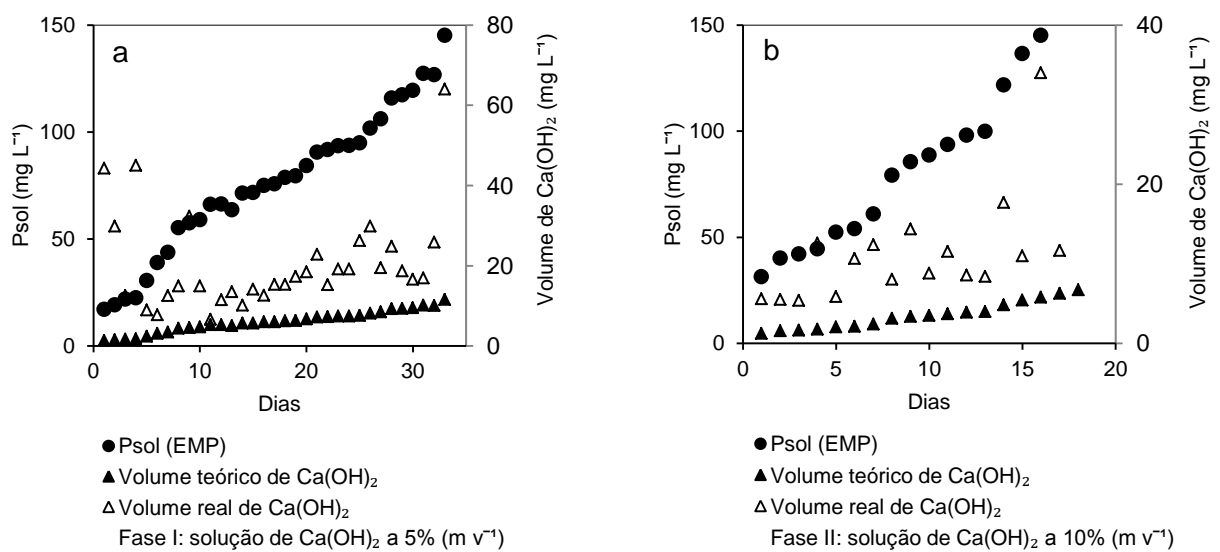 a
150
100
50
0
Psol (mg L⁻¹)
80
60
40
20
0
Volume de Ca(OH)₂ (mg L⁻¹)
0 10 20 30
Dias
●Psol (EMP)
▲Volume teórico de Ca(OH)₂
△Volume real de Ca(OH)₂
Fase I: solução de Ca(OH)₂ a 5% (m v⁻¹)
b
150
100
50
0
Psol (mg L⁻¹)
40
20
0
Volume de Ca(OH)₂ (mg L⁻¹)
0 5 10 15 20
Dias
●Psol (EMP)
▲Volume teórico de Ca(OH)₂
△Volume real de Ca(OH)₂
Fase II: solução de Ca(OH)₂ a 10% (m v⁻¹)